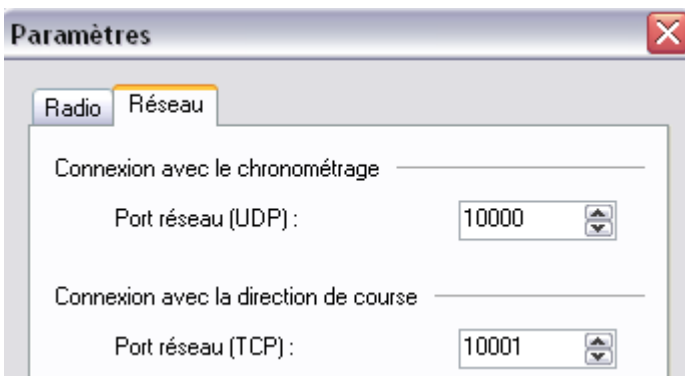 Paramètres
Radio Réseau
Connexion avec le chronométrage
Port réseau (UDP) : 10000
Connexion avec la direction de course
Port réseau (TCP) : 10001